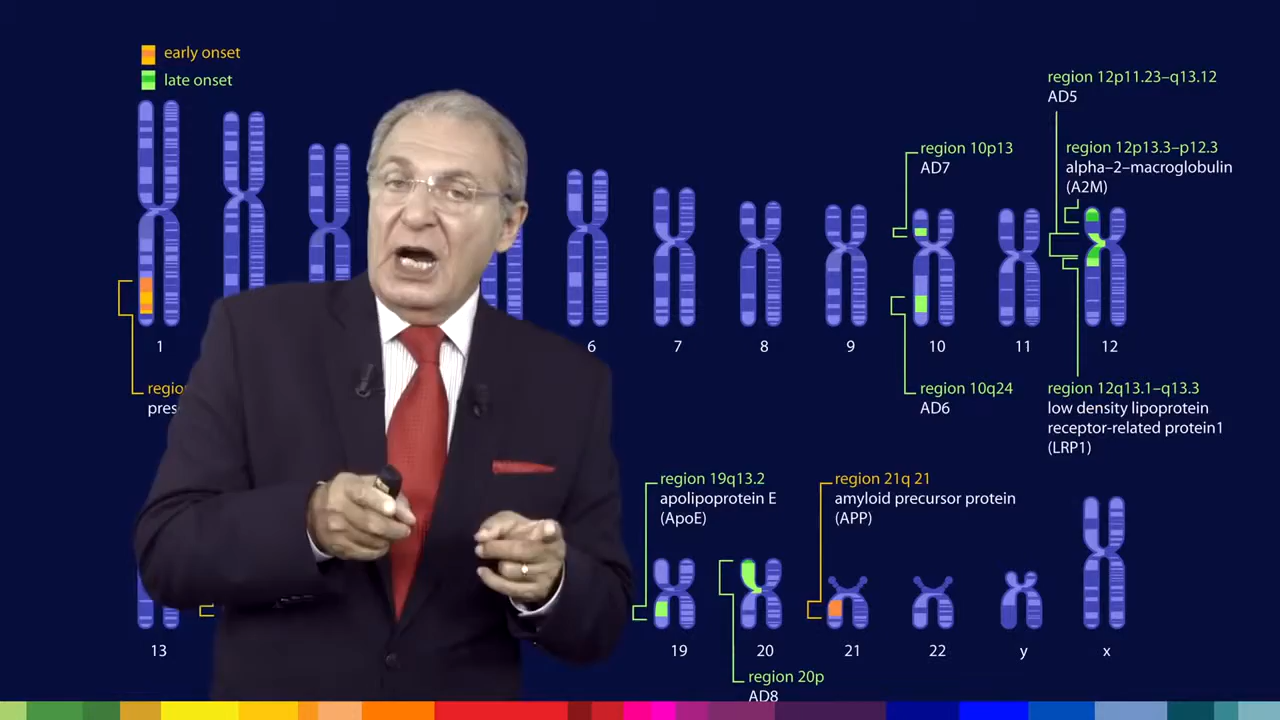 early onset
late onset
region 12p11.23–q13.12
AD5
region 10p13
AD7
region 12p13.3–p12.3
alpha–2–macroglobulin
(A2M)
1
6
7
8
9
10
11
12
region 10q24
AD6
region 12q13.1–q13.3
low density lipoprotein
receptor-related protein1
(LRP1)
region 19q13.2
apolipoprotein E
(ApoE)
region 21q 21
amyloid precursor protein
(APP)
13
19
20
21
22
y
x
region 20p
AD8